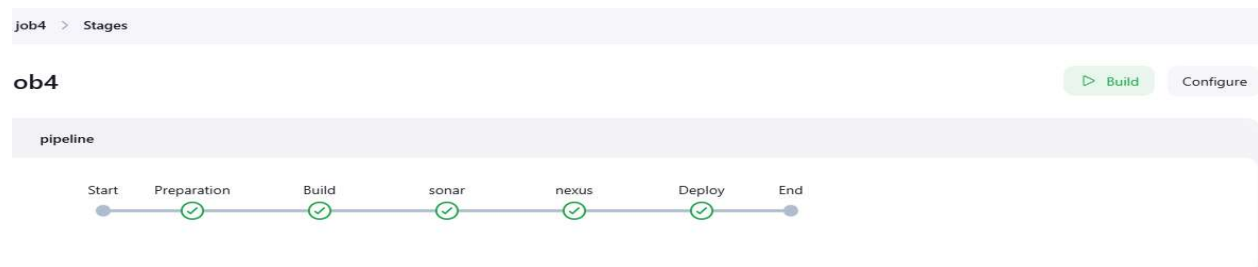 job4 > Stages
ob4
Build Configure
pipeline
Start Preparation Build sonar nexus Deploy End